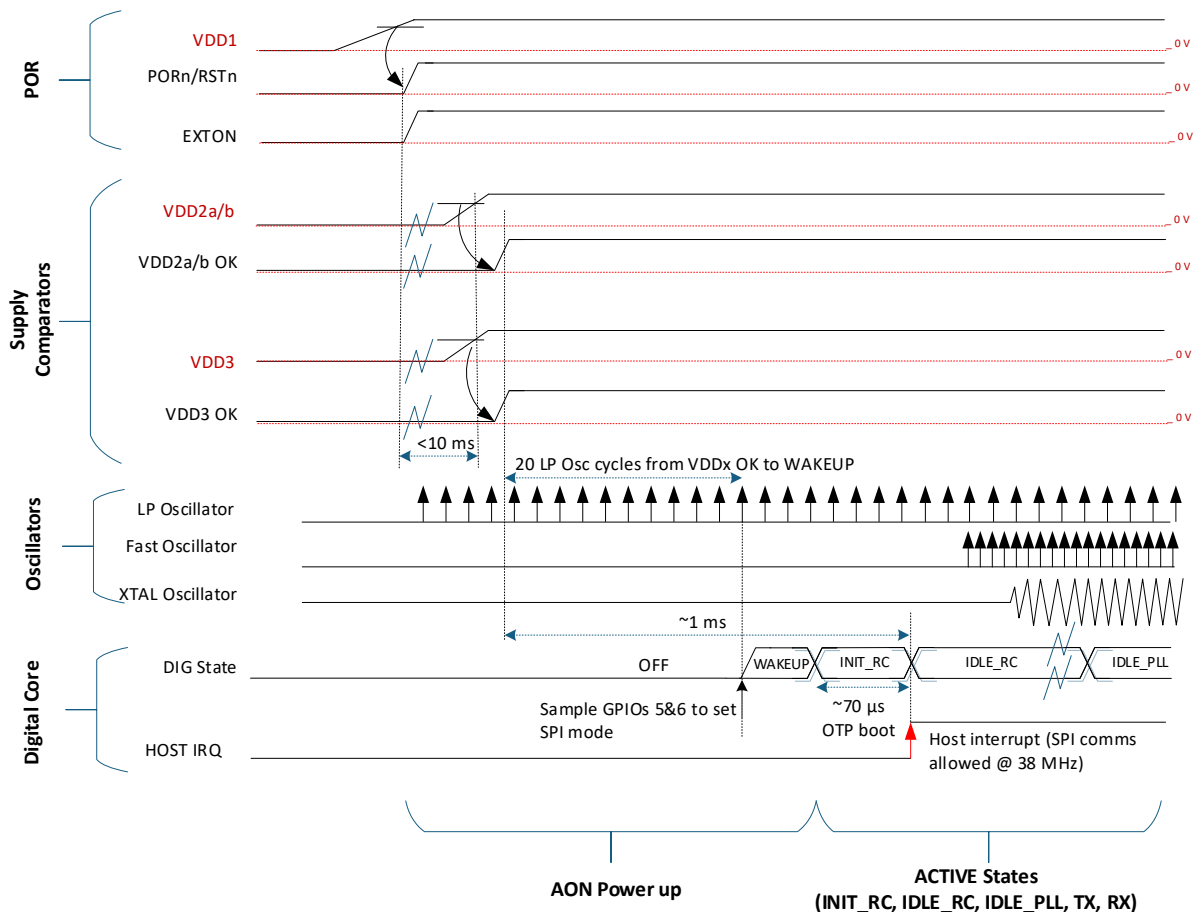 POR
VDD1
_ 0 V
PORn/RSTn
_ 0 V
EXTON
_ 0 V
Supply
Comparators
VDD2a/b
_ 0 V
VDD2a/b OK
_ 0 V
VDD3
_ 0 V
VDD3 OK
_ 0 V
<10 ms
20 LP Osc cycles from VDDx OK to WAKEUP
Oscillators
LP Oscillator
Fast Oscillator
XTAL Oscillator
~1 ms
Digital Core
DIG State
OFF
WAKEUP
INIT_RC
IDLE_RC
IDLE_PLL
Sample GPIOs 5&6 to set
SPI mode
~70 µs
OTP boot
HOST IRQ
Host interrupt (SPI comms
allowed @ 38 MHz)
AON Power up
ACTIVE States
(INIT_RC, IDLE_RC, IDLE_PLL, TX, RX)